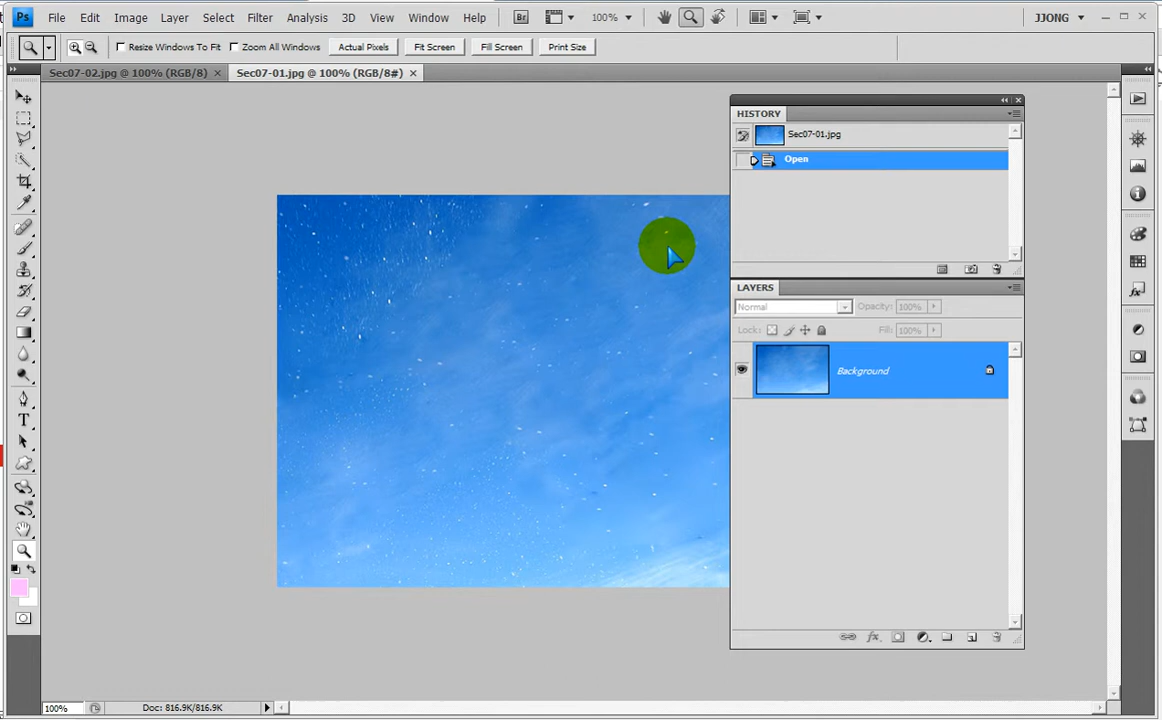 Ps File Edit Image Layer Select Filter Analysis 3D View Window Help Br 100% JJONG
Resize Windows To Fit Zoom All Windows Actual Pixels Fit Screen Fill Screen Print Size
Sec07-02.jpg @ 100% (RGB/8) Sec07-01.jpg @ 100% (RGB/8#)
HISTORY
Sec07-01.jpg
Open
LAYERS
Normal Opacity: 100%
Lock: Fill: 100%
Background
T
fx
100% Doc: 816.9K/816.9K